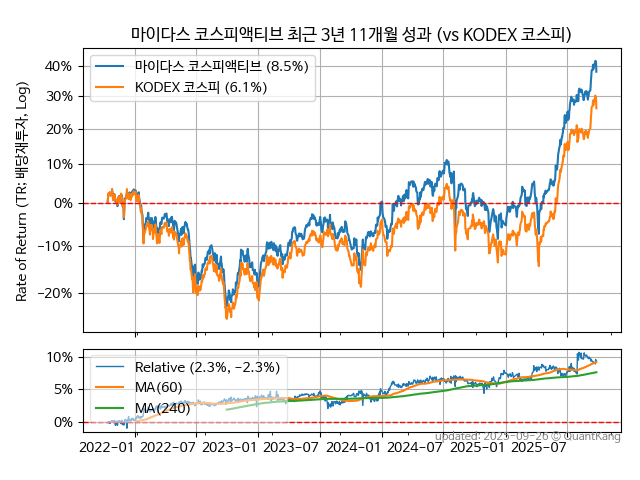 마이다스 코스피액티브 최근 3년 11개월 성과 (vs KODEX 코스피)
Rate of Return (TR: 배당재투자, Log)
40%
30%
20%
10%
0%
−10%
−20%
마이다스 코스피액티브 (8.5%)
KODEX 코스피 (6.1%)
10%
5%
0%
Relative (2.3%, −2.3%)
MA(60)
MA(240)
2022−01 2022−07 2023−01 2023−07 2024−01 2024−07 2025−01 2025−07
updated: 2025−09−26 © QuantKang